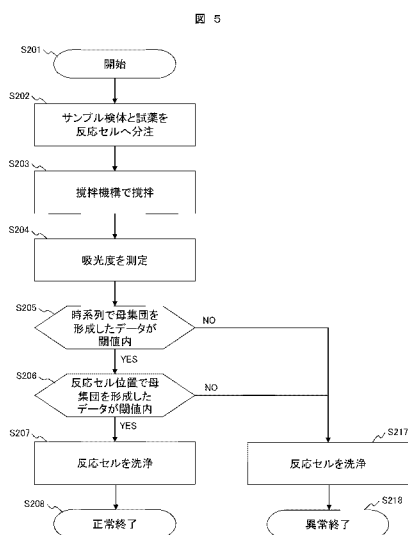 図 5
S201
開始
S202
サンプル検体と試薬を
反応セルへ分注
S203
撹拌機構で撹拌
S204
吸光度を測定
S205
時系列で母集団を
形成したデータが
閾値内
NO
YES
S206
反応セル位置で母
集団を形成した
データが閾値内
NO
YES
S207
反応セルを洗浄
S217
反応セルを洗浄
S208
正常終了
S218
異常終了